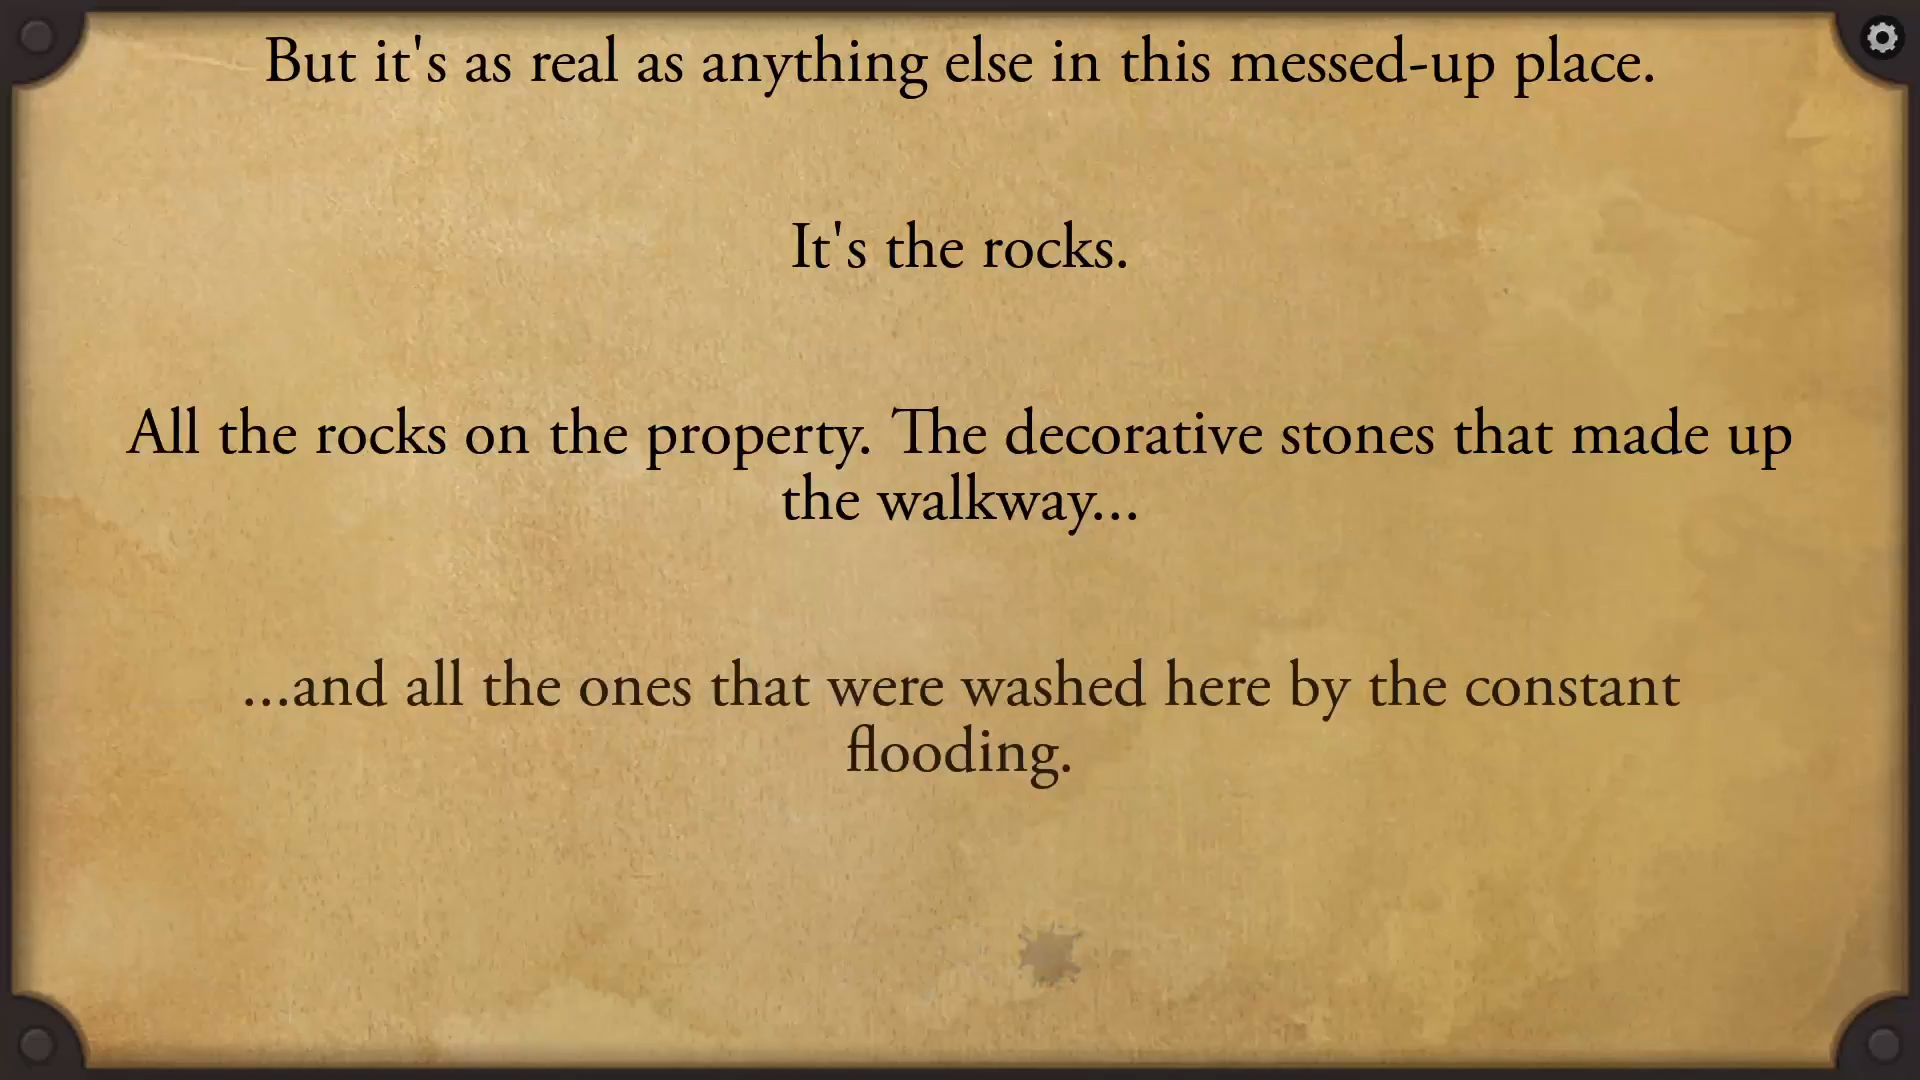 But it's as real as anything else in this messed-up place.
It's the rocks.
All the rocks on the property. The decorative stones that made up
the walkway...
...and all the ones that were washed here by the constant
flooding.